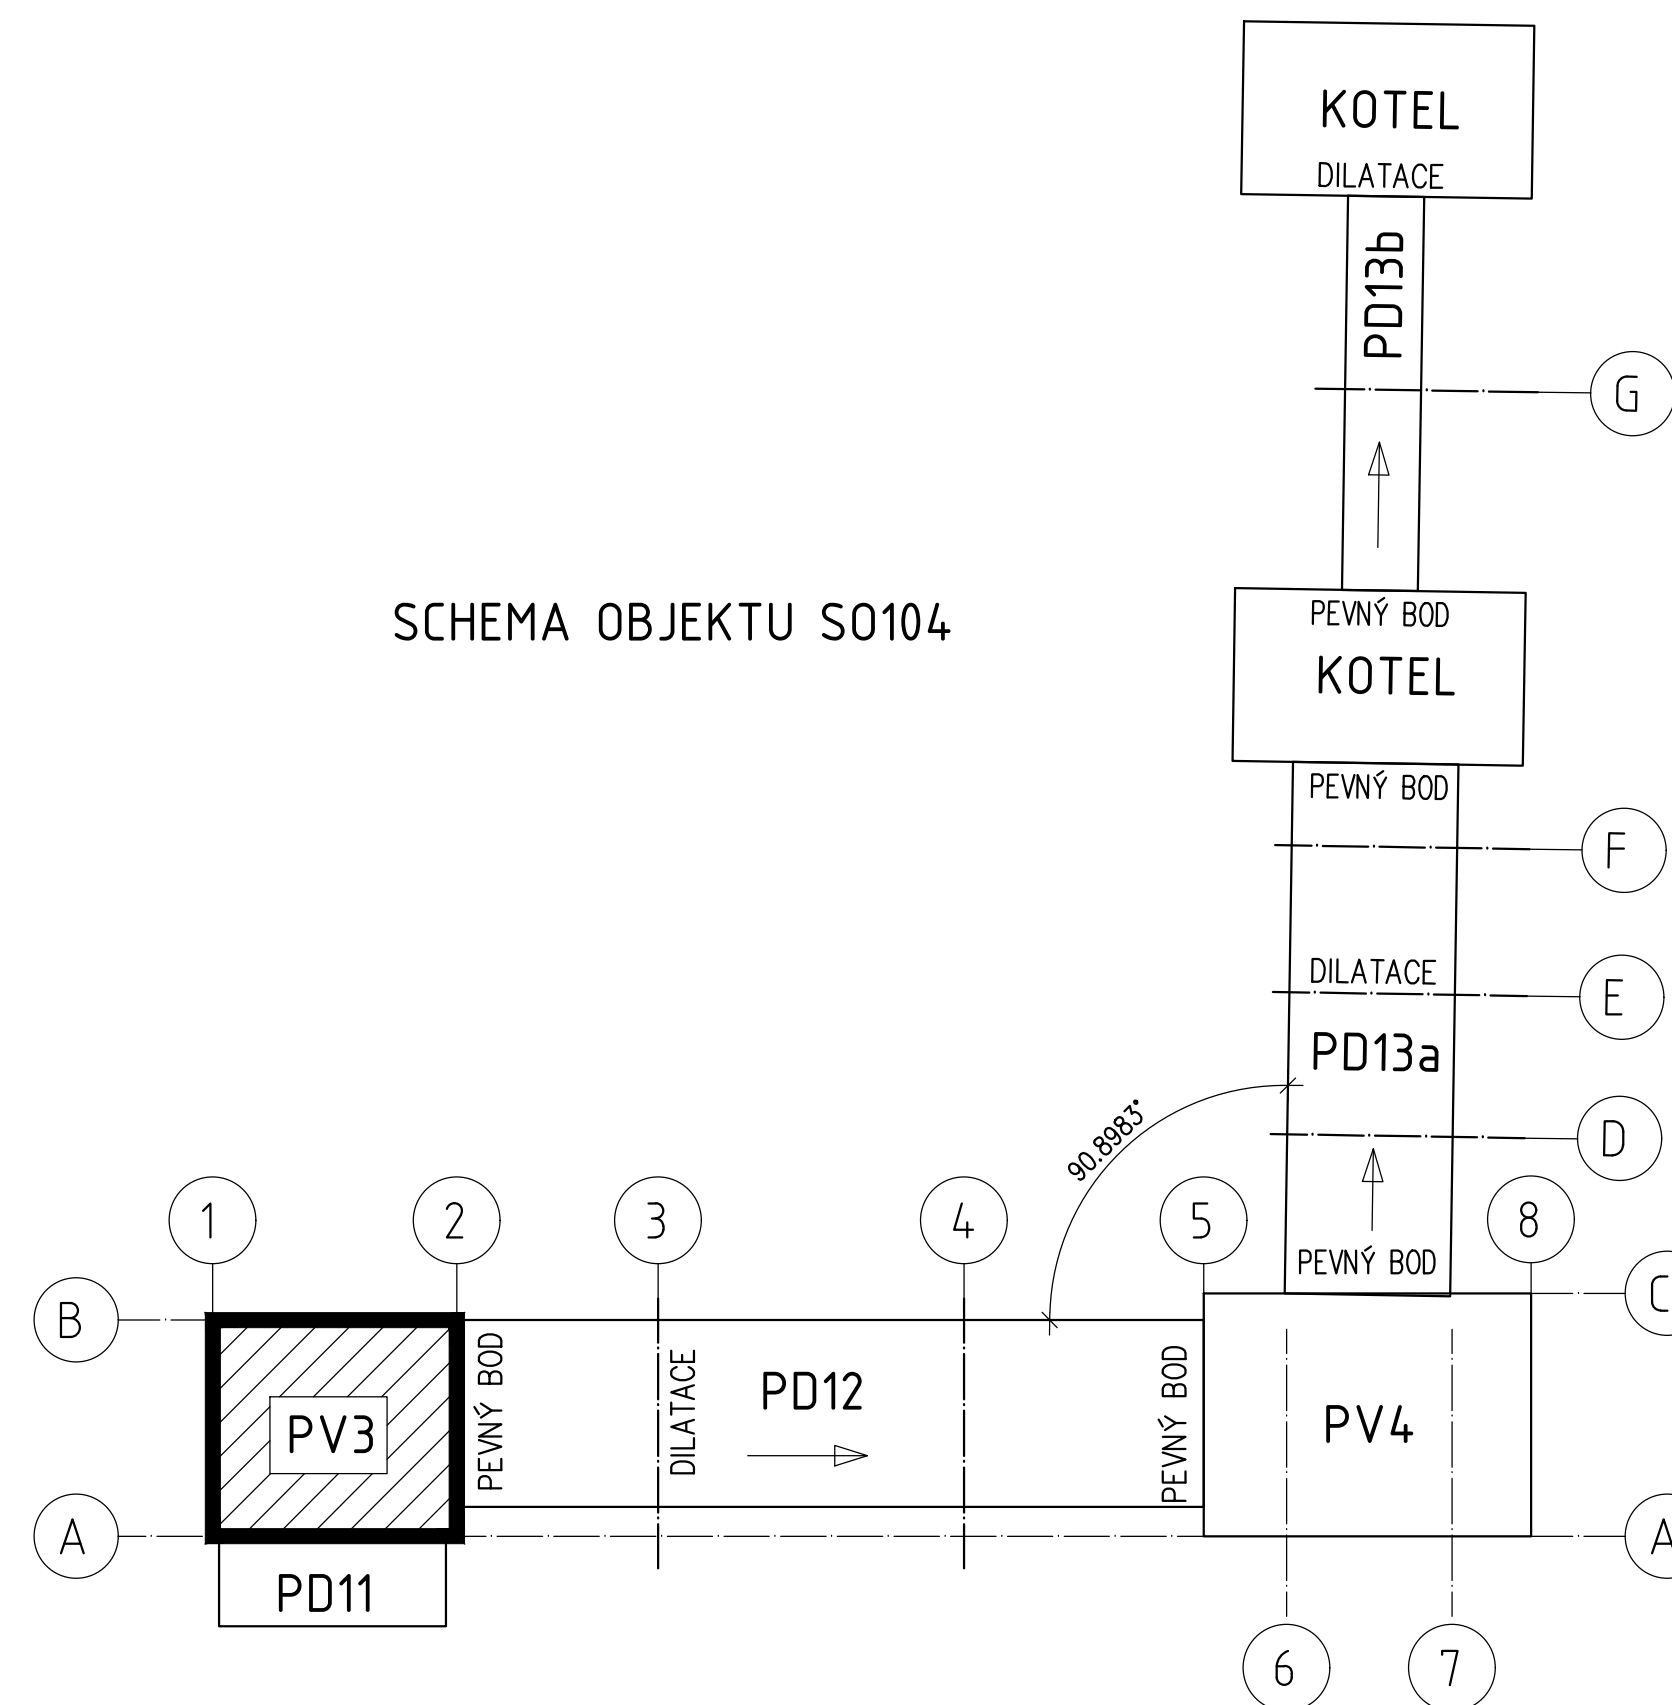 KOTEL
DILATACE
PD13b
G
PEVNÝ BOD
KOTEL
SCHEMA OBJEKTU SO104
PEVNÝ BOD
F
DILATACE
E
PD13a
90.8983°
D
1
2
3
4
5
8
PEVNÝ BOD
B
C
PEVNÝ BOD
DILATACE
PD12
PEVNÝ BOD
PV3
PV4
A
A
PD11
6
7